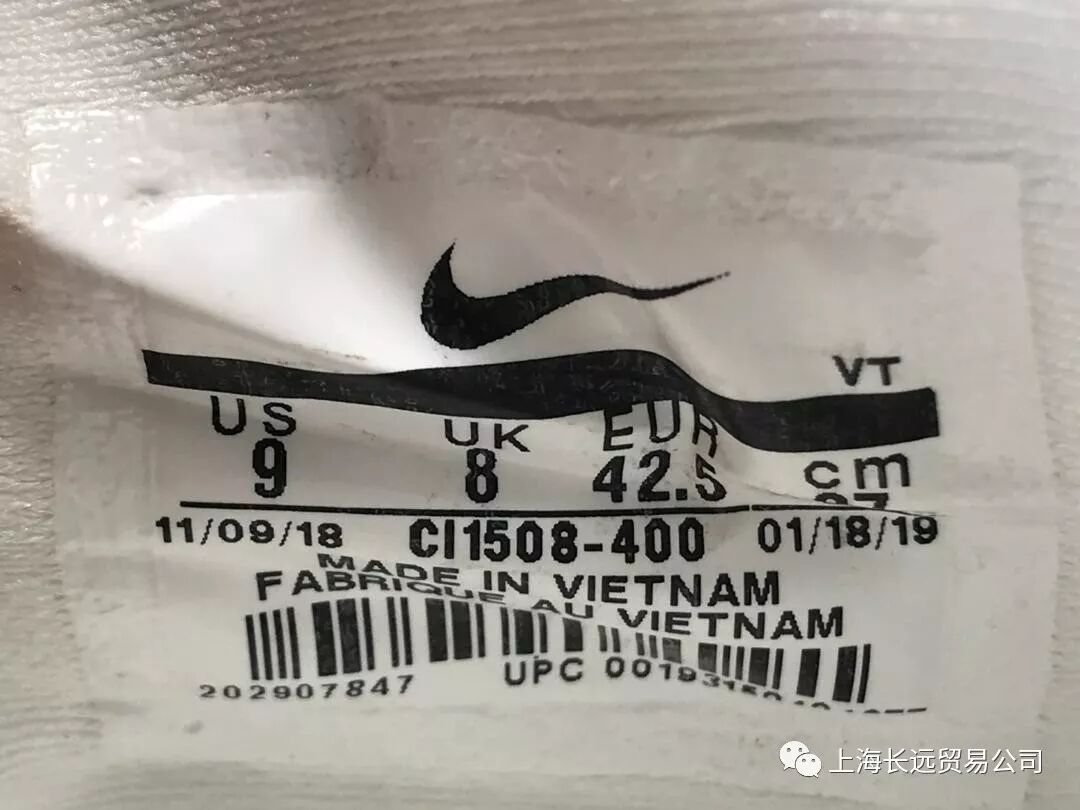 VT
US UK EUR cm
9 8 42.5 27
11/09/18 CI1508-400 01/18/19
MADE IN VIETNAM
FABRIQUE AU VIETNAM
202907847 UPC
上海长远贸易公司